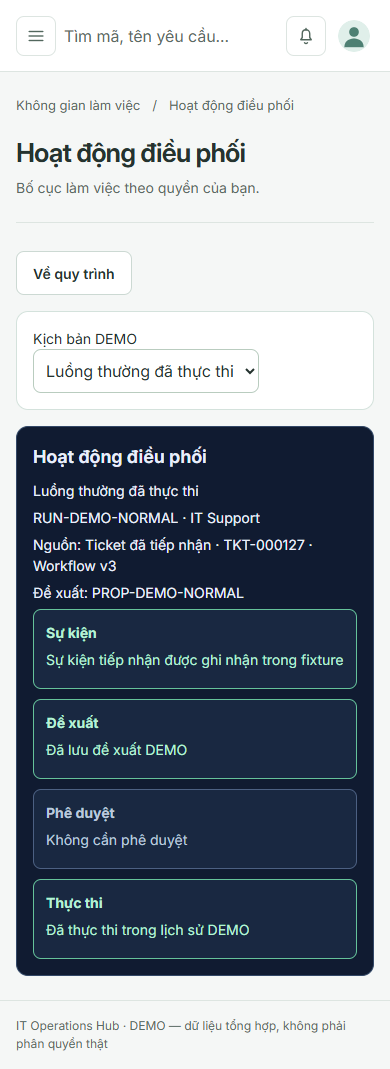 Tìm mã, tên yêu cầu...
Không gian làm việc / Hoạt động điều phối
Hoạt động điều phối
Bố cục làm việc theo quyền của bạn.
Về quy trình
Kịch bản DEMO
Luồng thường đã thực thi
Hoạt động điều phối
Luồng thường đã thực thi
RUN-DEMO-NORMAL · IT Support
Nguồn: Ticket đã tiếp nhận · TKT-000127 ·
Workflow v3
Đề xuất: PROP-DEMO-NORMAL
Sự kiện
Sự kiện tiếp nhận được ghi nhận trong fixture
Đề xuất
Đã lưu đề xuất DEMO
Phê duyệt
Không cần phê duyệt
Thực thi
Đã thực thi trong lịch sử DEMO
IT Operations Hub · DEMO — dữ liệu tổng hợp, không phải
phân quyền thật